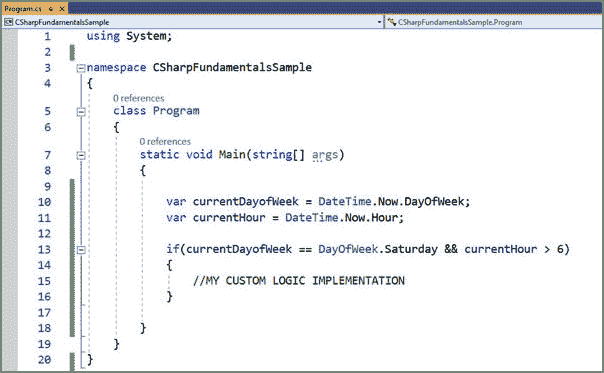 Program.cs
CSharpFundamentalsSample
CSharpFundamentalsSample.Program
1 using System;
2
3 namespace CSharpFundamentalsSample
4 {
0 references
5 class Program
6 {
0 references
7 static void Main(string[] args)
8 {
9
10 var currentDayofWeek = DateTime.Now.DayOfWeek;
11 var currentHour = DateTime.Now.Hour;
12
13 if(currentDayofWeek == DayOfWeek.Saturday && currentHour > 6)
14 {
15 //MY CUSTOM LOGIC IMPLEMENTATION
16 }
17
18 }
19 }
20 }